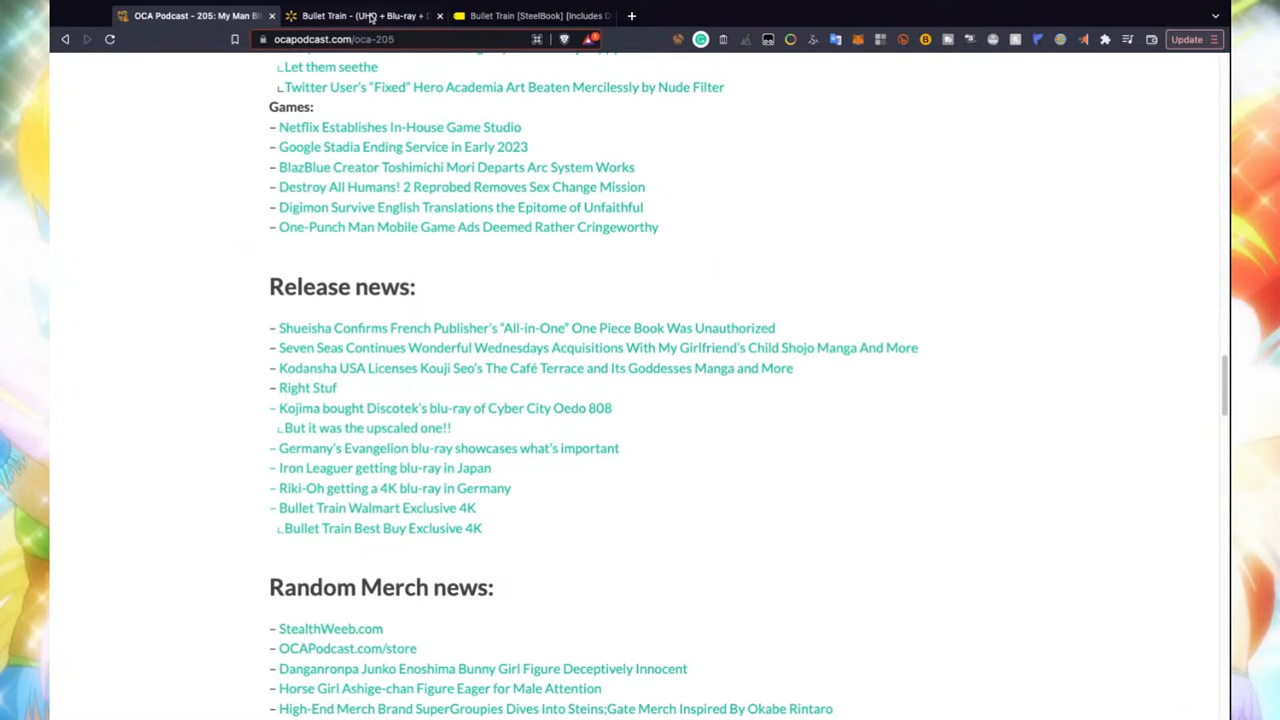 OCA Podcast - 205: My Man Bl
Bullet Train - (UHD + Blu-ray + D
Bullet Train [SteelBook] [Includes D
ocapodcast.com/oca-205
Update
Let them seethe
Twitter User's “Fixed” Hero Academia Art Beaten Mercilessly by Nude Filter
Games:
– Netflix Establishes In-House Game Studio
– Google Stadia Ending Service in Early 2023
– BlazBlue Creator Toshimichi Mori Departs Arc System Works
– Destroy All Humans! 2 Reprobed Removes Sex Change Mission
– Digimon Survive English Translations the Epitome of Unfaithful
– One-Punch Man Mobile Game Ads Deemed Rather Cringeworthy
Release news:
– Shueisha Confirms French Publisher's “All-in-One” One Piece Book Was Unauthorized
– Seven Seas Continues Wonderful Wednesdays Acquisitions With My Girlfriend's Child Shojo Manga And More
– Kodansha USA Licenses Kouji Seo's The Café Terrace and Its Goddesses Manga and More
– Right Stuf
– Kojima bought Discotek's blu-ray of Cyber City Oedo 808
But it was the upscaled one!!
– Germany's Evangelion blu-ray showcases what's important
– Iron Leaguer getting blu-ray in Japan
– Riki-Oh getting a 4K blu-ray in Germany
– Bullet Train Walmart Exclusive 4K
Bullet Train Best Buy Exclusive 4K
Random Merch news:
– StealthWeeb.com
– OCAPodcast.com/store
– Danganronpa Junko Enoshima Bunny Girl Figure Deceptively Innocent
– Horse Girl Ashige-chan Figure Eager for Male Attention
– High-End Merch Brand SuperGroupies Dives Into Steins;Gate Merch Inspired By Okabe Rintaro